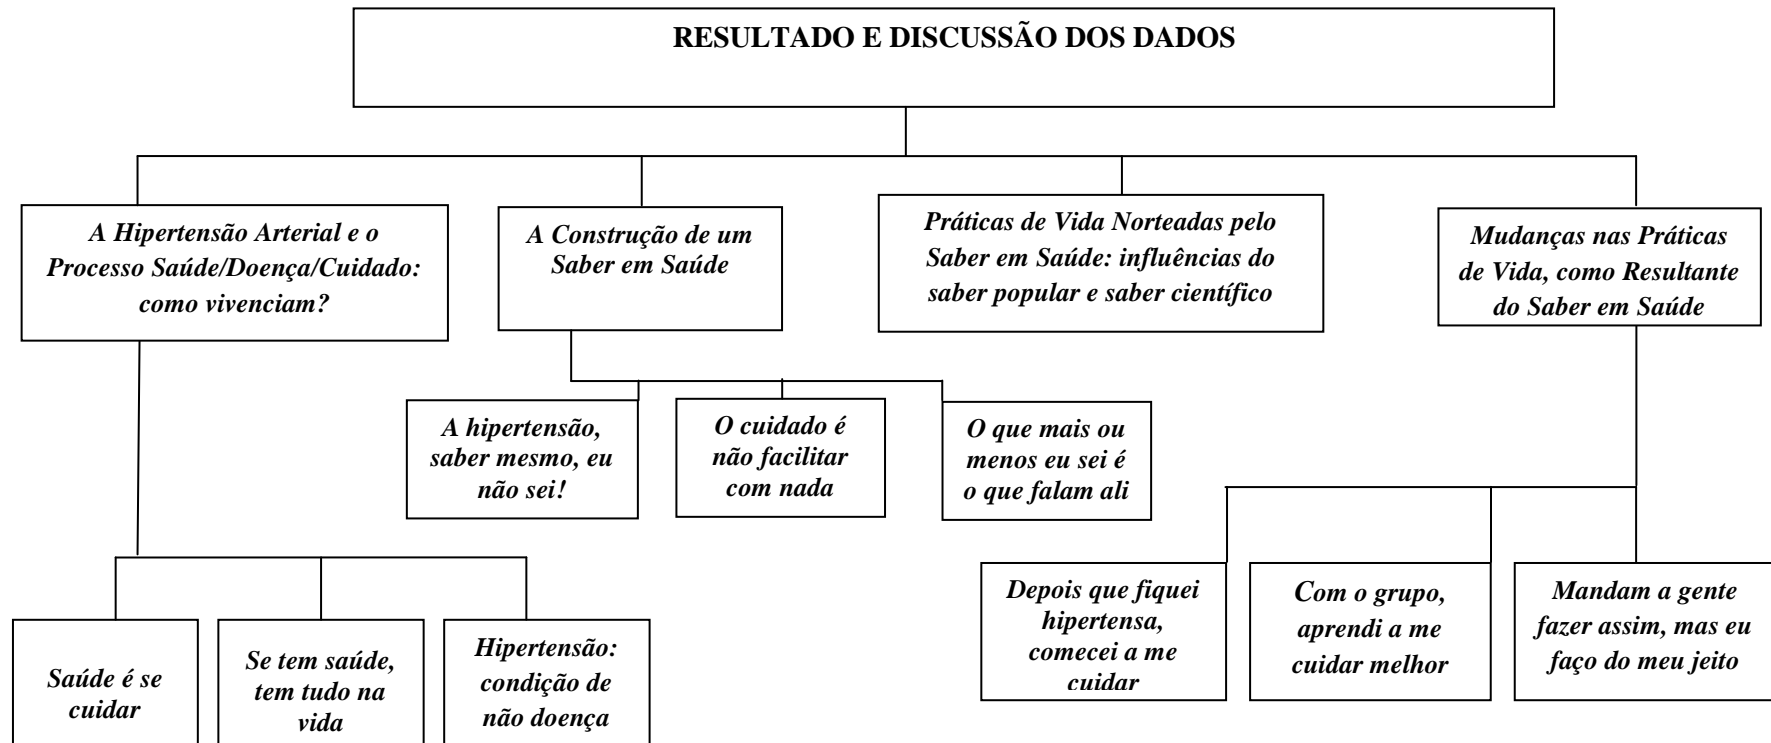 RESULTADO E DISCUSSÃO DOS DADOS
A Hipertensão Arterial e o
Processo Saúde/Doença/Cuidado:
como vivenciam?
A Construção de um
Saber em Saúde
Práticas de Vida Norteadas pelo
Saber em Saúde: influências do
saber popular e saber científico
Mudanças nas Práticas
de Vida, como Resultante
do Saber em Saúde
A hipertensão,
saber mesmo, eu
não sei!
O cuidado é
não facilitar
com nada
O que mais ou
menos eu sei é
o que falam ali
Saúde é se
cuidar
Se tem saúde,
tem tudo na
vida
Hipertensão:
condição de
não doença
Depois que fiquei
hipertensa,
comecei a me
cuidar
Com o grupo,
aprendi a me
cuidar melhor
Mandam a gente
fazer assim, mas eu
faço do meu jeito